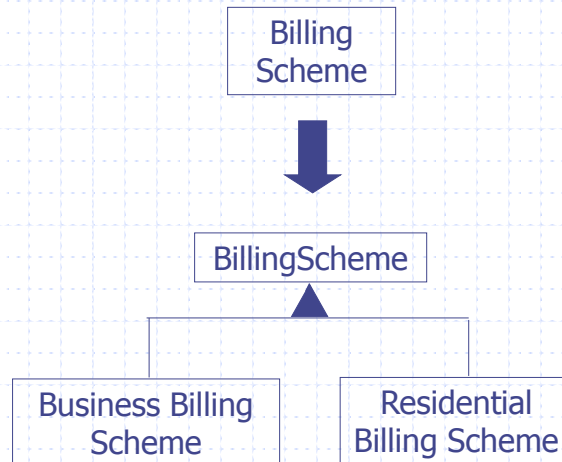 Billing
Scheme
BillingScheme
Business Billing
Scheme
Residential
Billing Scheme